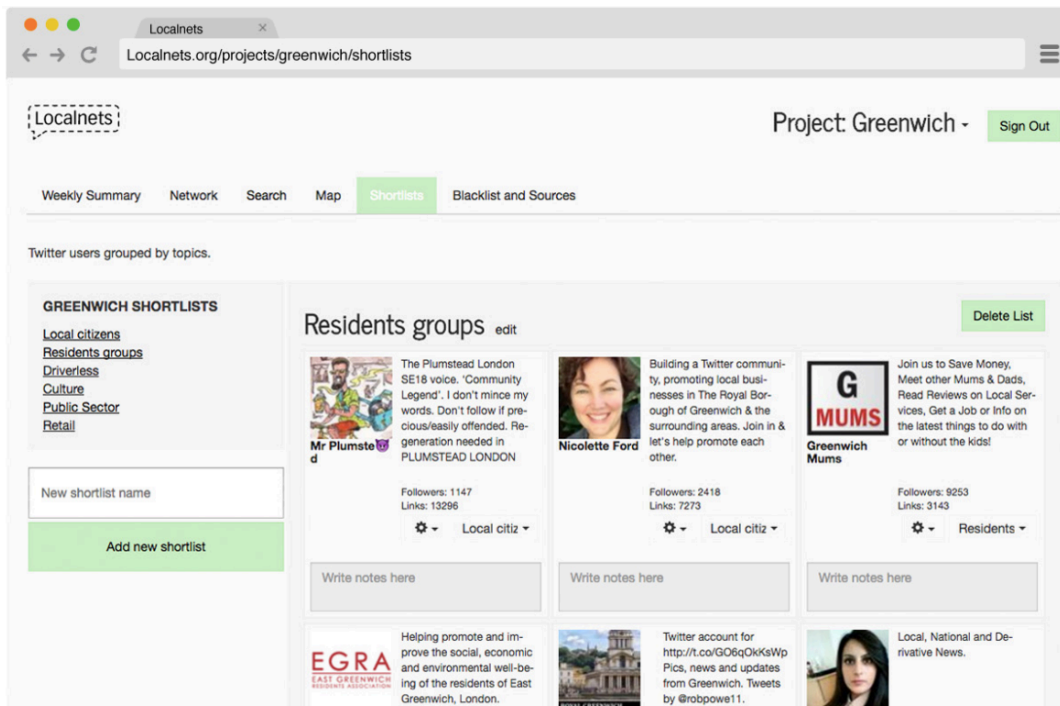 Localnets
Localnets.org/projects/greenwich/shortlists
Localnets
Project: Greenwich
Sign Out
Weekly Summary
Network
Search
Map
Shortlists
Blacklist and Sources
Twitter users grouped by topics.
GREENWICH SHORTLISTS
Local citizens
Residents groups
Driverless
Culture
Public Sector
Retail
New shortlist name
Add new shortlist
Residents groups edit
Delete List
Mr Plumste😈
d
The Plumstead London
SE18 voice. 'Community
Legend'. I don't mince my
words. Don't follow if pre-
cious/easily offended. Re-
generation needed in
PLUMSTEAD LONDON
Followers: 1147
Links: 13296
Local citiz
Write notes here
Nicolette Ford
Building a Twitter communi-
ty, promoting local busi-
nesses in The Royal Bor-
ough of Greenwich & the
surrounding areas. Join in &
let's help promote each
other.
Followers: 2418
Links: 7273
Local citiz
Write notes here
G
MUMS
Greenwich
Mums
Join us to Save Money,
Meet other Mums & Dads,
Read Reviews on Local Ser-
vices, Get a Job or Info on
the latest things to do with
or without the kids!
Followers: 9253
Links: 3143
Residents
Write notes here
EGRA
EAST GREENWICH
RESIDENTS ASSOCIATION
Helping promote and im-
prove the social, economic
and environmental well-be-
ing of the residents of East
Greenwich, London.
ROYAL GREENWICH
Twitter account for
http://t.co/GO6qOkKsWp
Pics, news and updates
from Greenwich. Tweets
by @robpowe11.
Local, National and De-
rivative News.